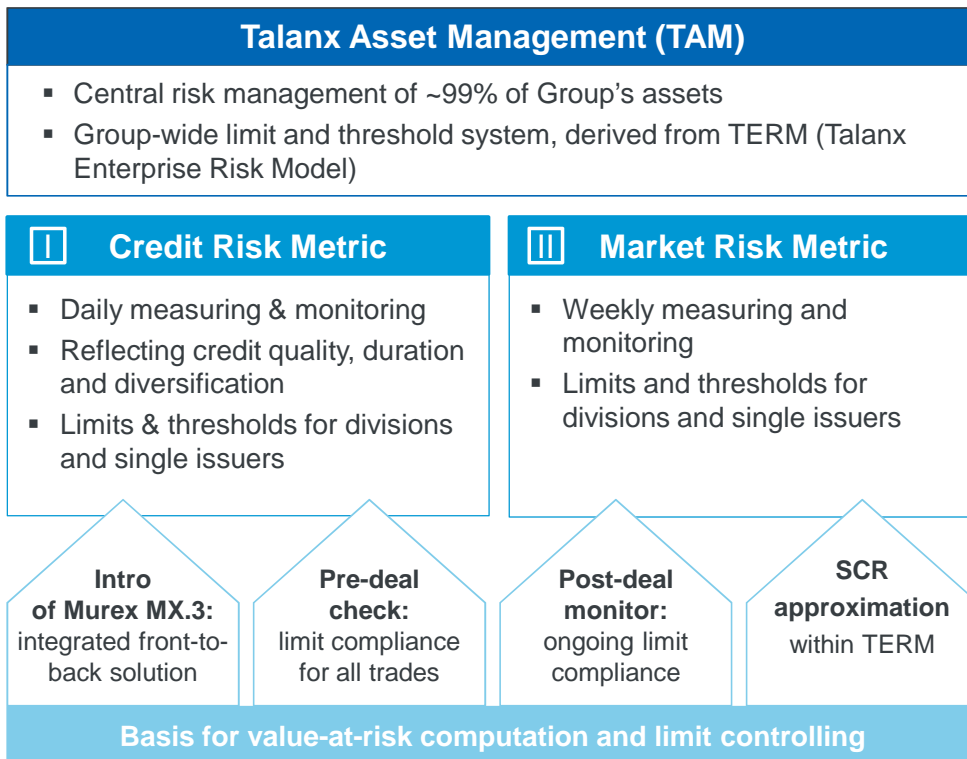 Talanx Asset Management (TAM)
▪ Central risk management of ~99% of Group's assets
▪ Group-wide limit and threshold system, derived from TERM (Talanx
Enterprise Risk Model)
I Credit Risk Metric
▪ Daily measuring & monitoring
▪ Reflecting credit quality, duration
and diversification
▪ Limits & thresholds for divisions
and single issuers
II Market Risk Metric
▪ Weekly measuring and
monitoring
▪ Limits and thresholds for
divisions and single issuers
Intro
of Murex MX.3:
integrated front-to-
back solution
Pre-deal
check:
limit compliance
for all trades
Post-deal
monitor:
ongoing limit
compliance
SCR
approximation
within TERM
Basis for value-at-risk computation and limit controlling